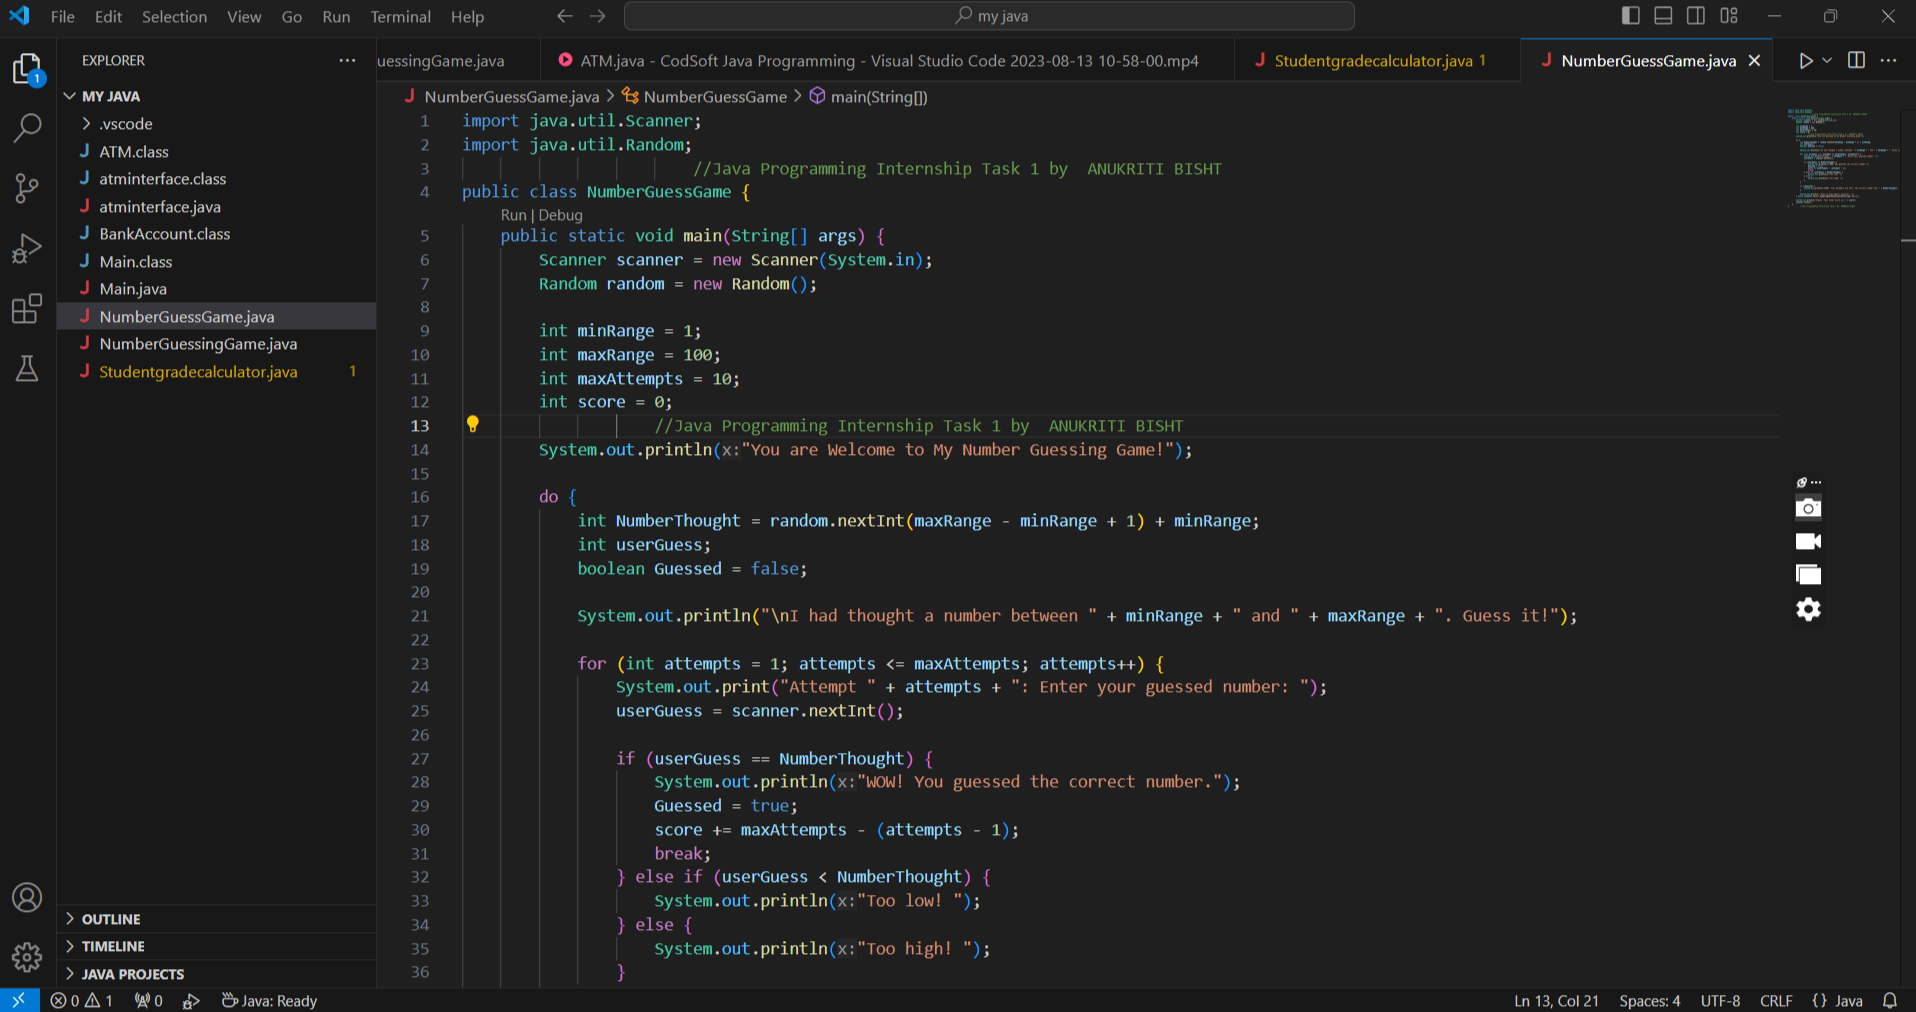 File Edit Selection View Go Run Terminal Help
my java
EXPLORER
uessingGame.java
ATM.java - CodSoft Java Programming - Visual Studio Code 2023-08-13 10-58-00.mp4
Studentgradecalculator.java 1
NumberGuessGame.java
MY JAVA
.vscode
ATM.class
atminterface.class
atminterface.java
BankAccount.class
Main.class
Main.java
NumberGuessGame.java
NumberGuessingGame.java
Studentgradecalculator.java 1
OUTLINE
TIMELINE
JAVA PROJECTS
NumberGuessGame.java > NumberGuessGame > main(String[])
1 import java.util.Scanner;
2 import java.util.Random;
3 //Java Programming Internship Task 1 by  ANUKRITI BISHT
4 public class NumberGuessGame {
Run | Debug
5 public static void main(String[] args) {
6 Scanner scanner = new Scanner(System.in);
7 Random random = new Random();
8
9 int minRange = 1;
10 int maxRange = 100;
11 int maxAttempts = 10;
12 int score = 0;
13 //Java Programming Internship Task 1 by  ANUKRITI BISHT
14 System.out.println(x:"You are Welcome to My Number Guessing Game!");
15
16 do {
17 int NumberThought = random.nextInt(maxRange - minRange + 1) + minRange;
18 int userGuess;
19 boolean Guessed = false;
20
21 System.out.println("\nI had thought a number between " + minRange + " and " + maxRange + ". Guess it!");
22
23 for (int attempts = 1; attempts <= maxAttempts; attempts++) {
24 System.out.print("Attempt " + attempts + ": Enter your guessed number: ");
25 userGuess = scanner.nextInt();
26
27 if (userGuess == NumberThought) {
28 System.out.println(x:"WOW! You guessed the correct number.");
29 Guessed = true;
30 score += maxAttempts - (attempts - 1);
31 break;
32 } else if (userGuess < NumberThought) {
33 System.out.println(x:"Too low! ");
34 } else {
35 System.out.println(x:"Too high! ");
36 }
0 1 0 Java: Ready
Ln 13, Col 21 Spaces: 4 UTF-8 CRLF {} Java